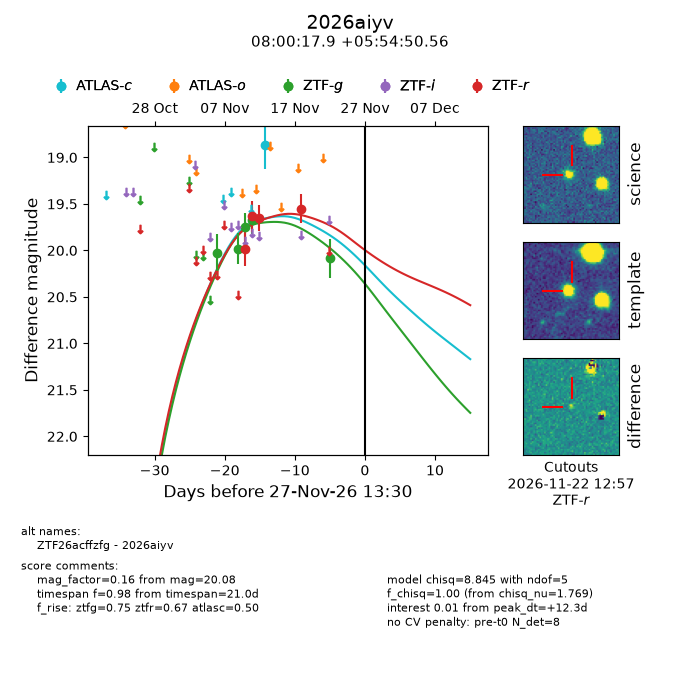 2026aiyv
08:00:17.9 +05:54:50.56
ATLAS-c
ATLAS-o
ZTF-g
ZTF-i
ZTF-r
28 Oct
07 Nov
17 Nov
27 Nov
07 Dec
19.0
19.5
20.0
20.5
21.0
21.5
22.0
Difference magnitude
−30
−20
−10
0
10
Days before 27-Nov-26 13:30
science
template
difference
Cutouts
2026-11-22 12:57
ZTF-r
alt names:
ZTF26acffzfg - 2026aiyv
score comments:
mag_factor=0.16 from mag=20.08
timespan f=0.98 from timespan=21.0d
f_rise: ztfg=0.75 ztfr=0.67 atlasc=0.50
model chisq=8.845 with ndof=5
f_chisq=1.00 (from chisq_nu=1.769)
interest 0.01 from peak_dt=+12.3d
no CV penalty: pre-t0 N_det=8